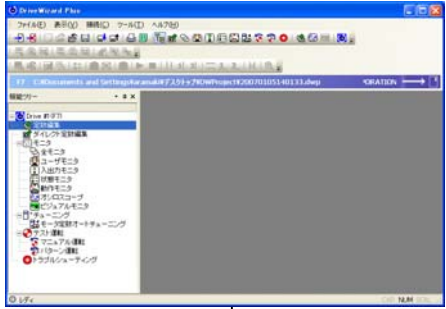 DriveWizard Plus
ファイル(F) 表示(V) 接続(C) ツール(T) ヘルプ(H)
F7 C:\Documents and Settings\aramaki\デスクトップ\DWProject\20070105140133.dwp
機能ツリー
Drive #1(F7)
定数編集
ダイレクト定数編集
モニタ
全モニタ
ユーザモニタ
入出力モニタ
状態モニタ
動作モニタ
オシロスコープ
ビジュアルモニタ
チューニング
モータ定数オートチューニング
テスト運転
マニュアル運転
パターン運転
トラブルシューティング
レディ
NUM